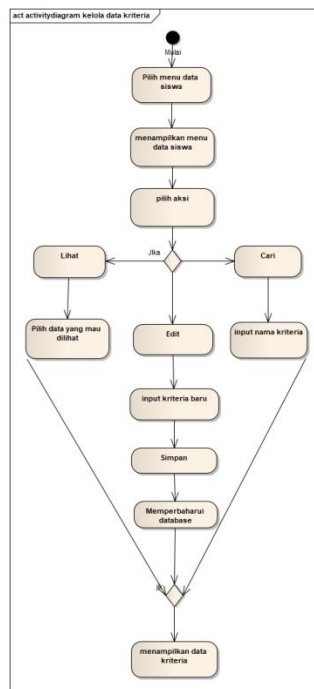 act activitydiagram kelola data kriteria
Mulai
Pilih menu data
siswa
menampilkan menu
data siswa
pilih aksi
Lihat
Jika
Cari
Pilih data yang mau
dilihat
Edit
input nama kriteria
input kriteria baru
Simpan
Memperbaharui
database
menampilkan data
kriteria